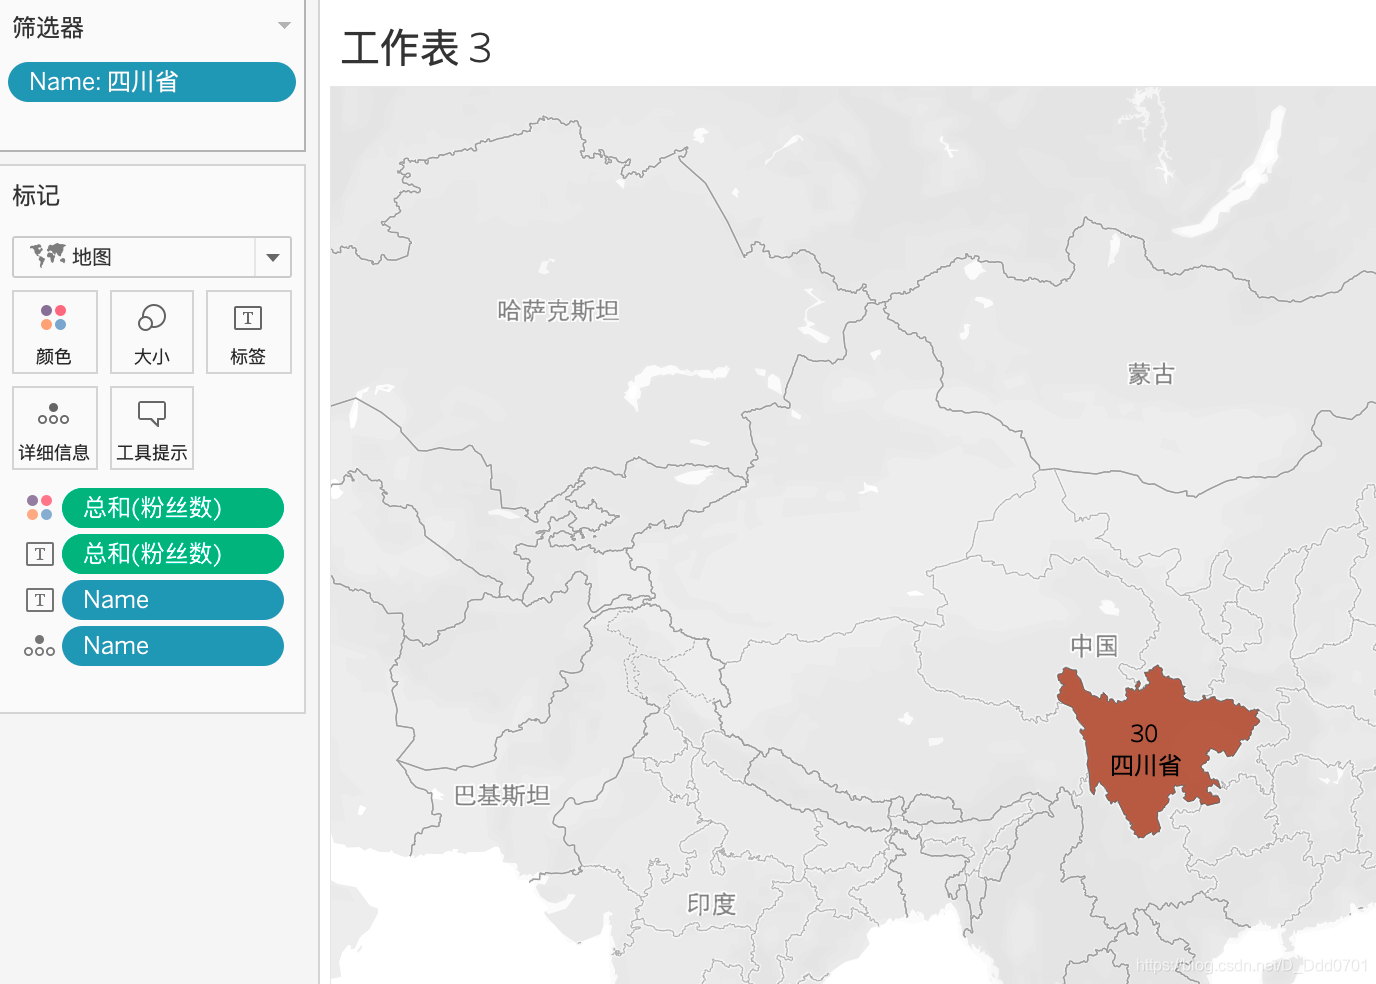 筛选器
Name: 四川省
标记
地图
颜色
大小
标签
详细信息
工具提示
总和(粉丝数)
总和(粉丝数)
Name
Name
工作表 3
哈萨克斯坦
蒙古
中国
30
四川省
巴基斯坦
印度
https://blog.csdn.net/D_Ddd0701